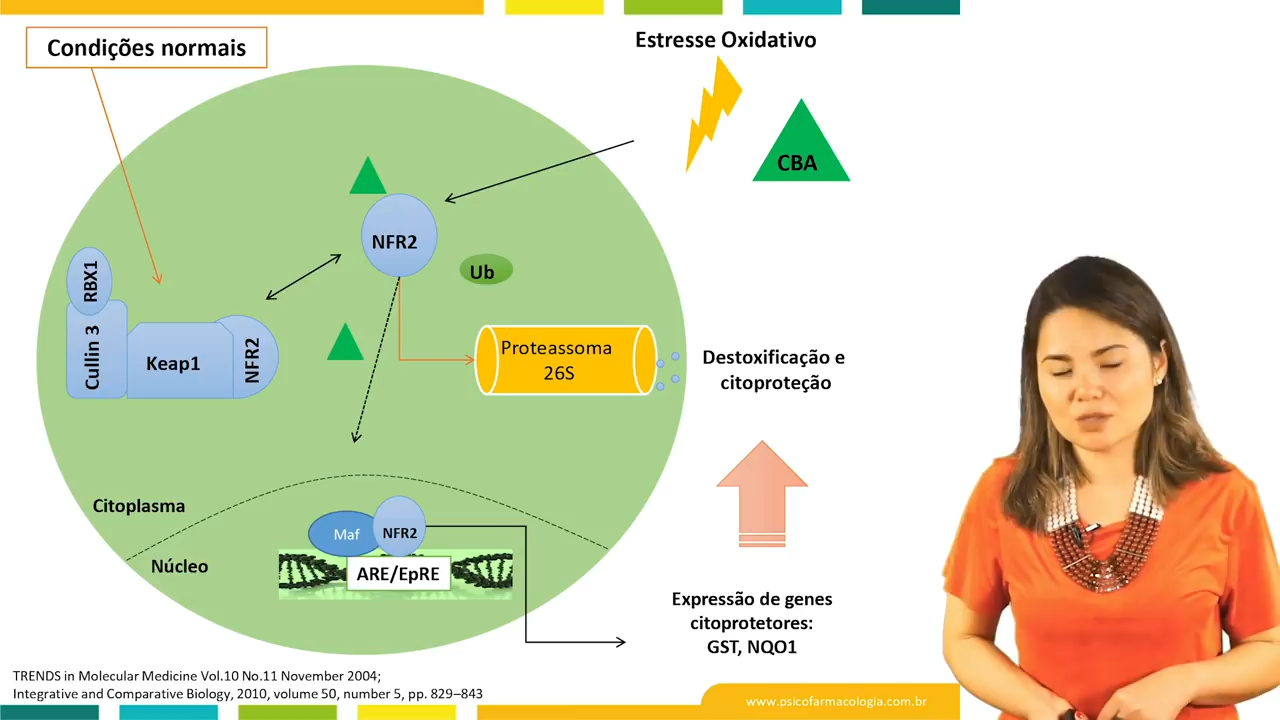 Condições normais
Estresse Oxidativo
CBA
NFR2
Ub
RBX1
Cullin 3
Keap1
NFR2
Proteassoma
26S
Destoxificação e
citoproteção
Citoplasma
Núcleo
Maf
NFR2
ARE/EpRE
Expressão de genes
citoprotetores:
GST, NQO1
TRENDS in Molecular Medicine Vol.10 No.11 November 2004;
Integrative and Comparative Biology, 2010, volume 50, number 5, pp. 829–843
www.psicofarmacologia.com.br